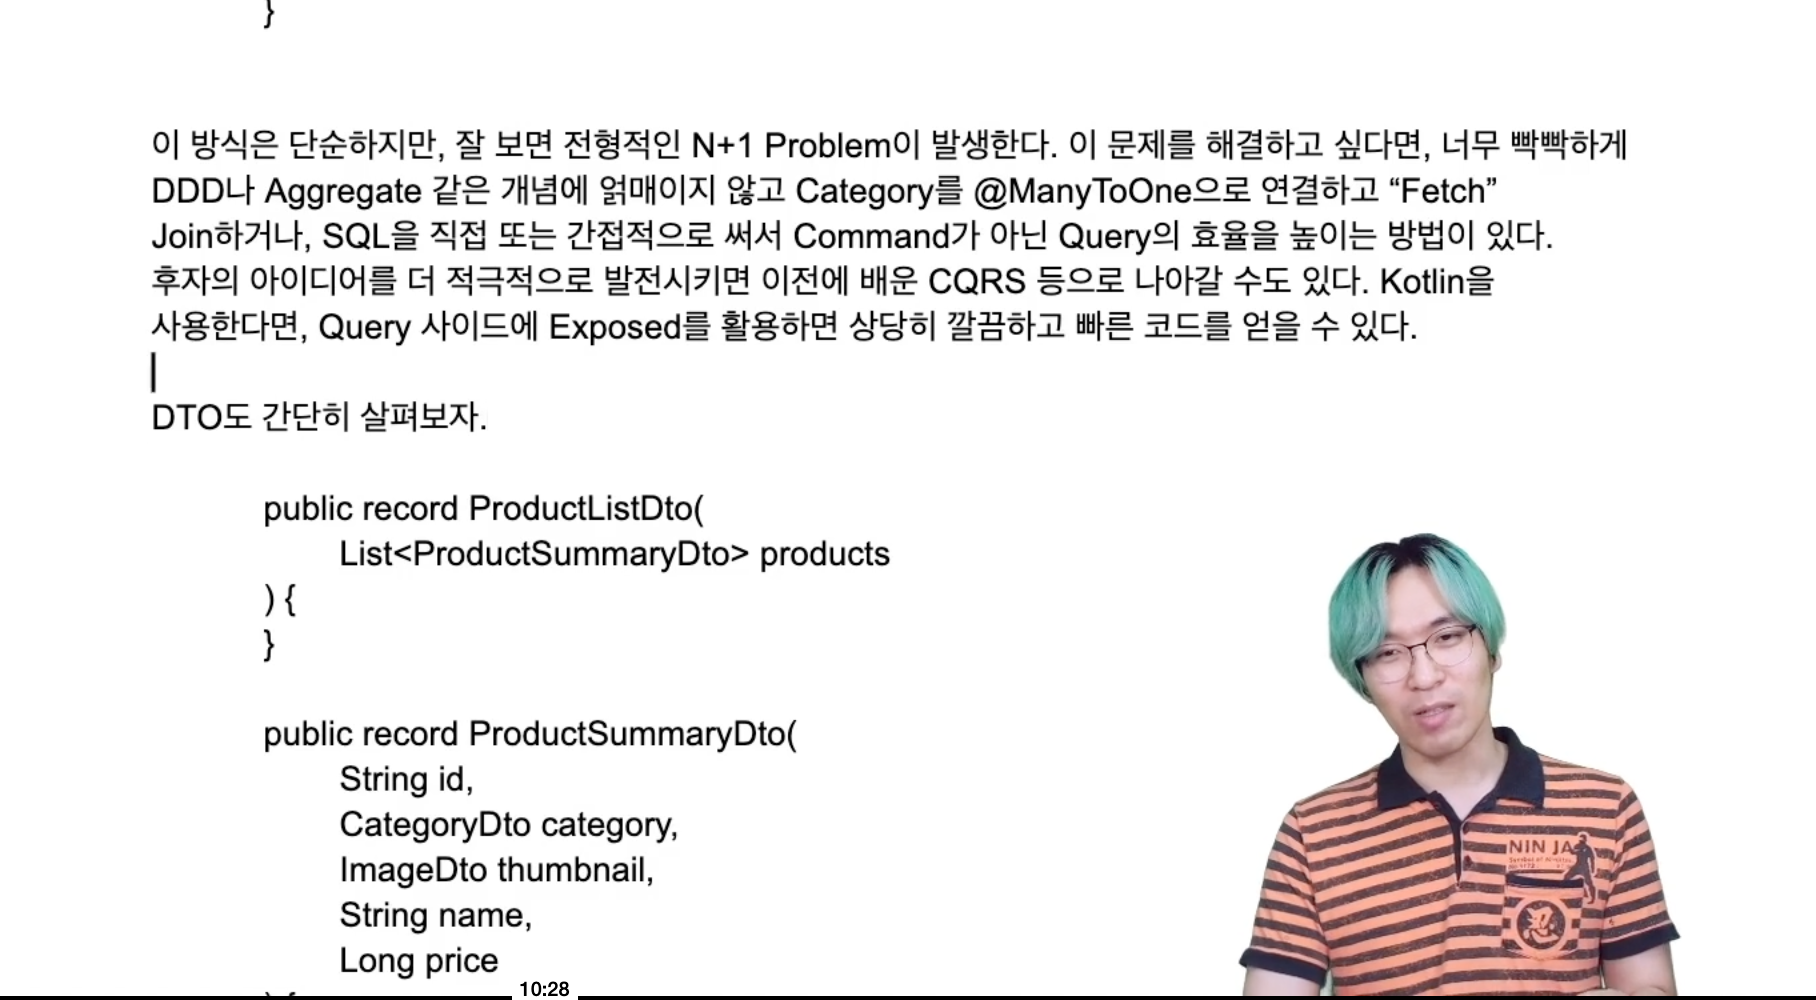 }
이 방식은 단순하지만, 잘 보면 전형적인 N+1 Problem이 발생한다. 이 문제를 해결하고 싶다면, 너무 빡빡하게
DDD나 Aggregate 같은 개념에 얽매이지 않고 Category를 @ManyToOne으로 연결하고 “Fetch”
Join하거나, SQL을 직접 또는 간접적으로 써서 Command가 아닌 Query의 효율을 높이는 방법이 있다.
후자의 아이디어를 더 적극적으로 발전시키면 이전에 배운 CQRS 등으로 나아갈 수도 있다. Kotlin을
사용한다면, Query 사이드에 Exposed를 활용하면 상당히 깔끔하고 빠른 코드를 얻을 수 있다.
DTO도 간단히 살펴보자.
public record ProductListDto(
List<ProductSummaryDto> products
) {
}
public record ProductSummaryDto(
String id,
CategoryDto category,
ImageDto thumbnail,
String name,
Long price
) {
NINJA
10:28